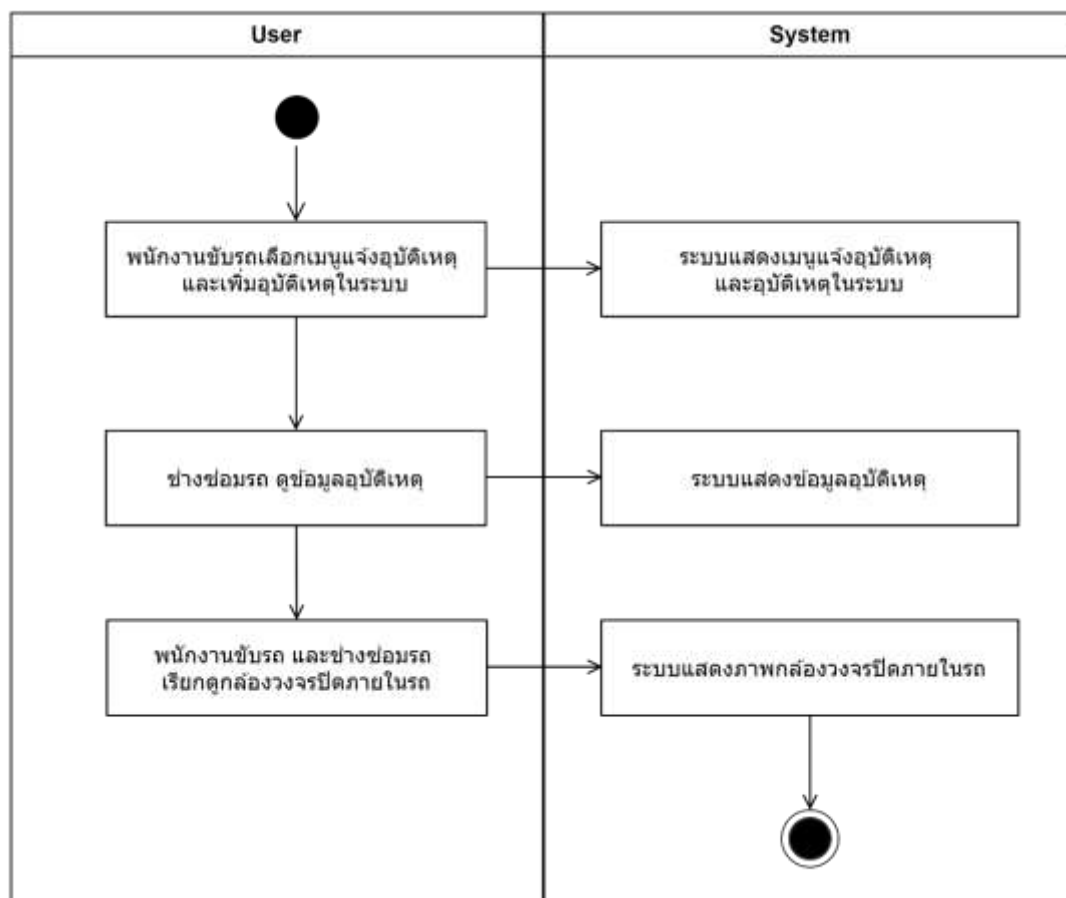 User
System
พนักงานขับรถเลือกเมนูแจ้งอุบัติเหตุ
และเพิ่มอุบัติเหตุในระบบ
ระบบแสดงเมนูแจ้งอุบัติเหตุ
และอุบัติเหตุในระบบ
ช่างซ่อมรถ ดูข้อมูลอุบัติเหตุ
ระบบแสดงข้อมูลอุบัติเหตุ
พนักงานขับรถ และช่างซ่อมรถ
เรียกดูกล้องวงจรปิดภายในรถ
ระบบแสดงภาพกล้องวงจรปิดภายในรถ